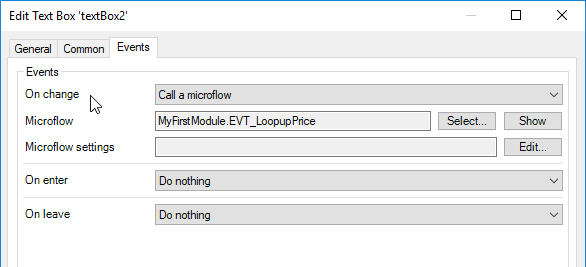 Edit Text Box 'textBox2'
General Common Events
Events
On change Call a microflow
Microflow MyFirstModule.EVT_LoopupPrice Select... Show
Microflow settings Edit...
On enter Do nothing
On leave Do nothing